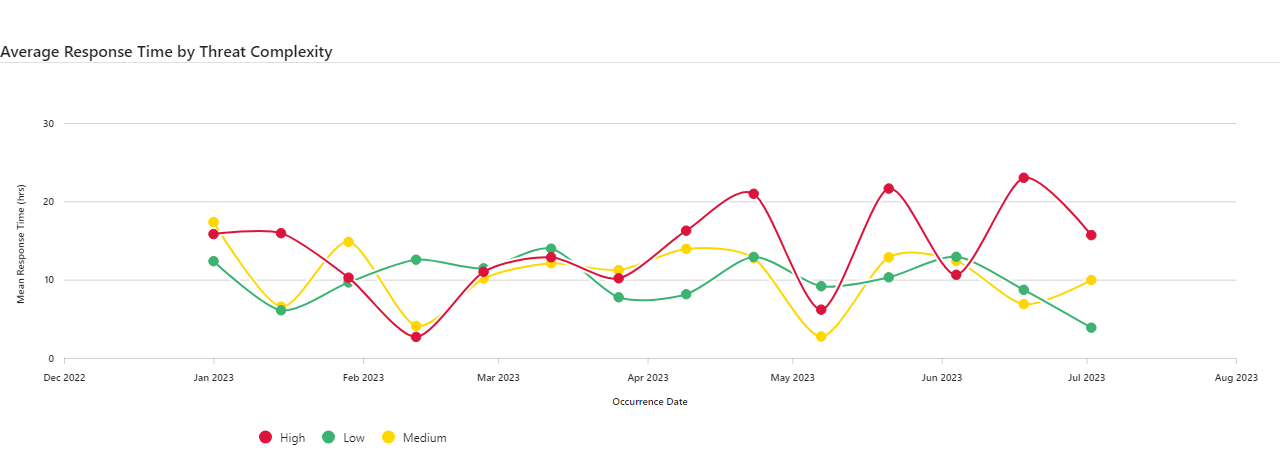 Average Response Time by Threat Complexity
30
20
10
0
Mean Response Time (hrs)
Dec 2022 Jan 2023 Feb 2023 Mar 2023 Apr 2023 May 2023 Jun 2023 Jul 2023 Aug 2023
Occurrence Date
High Low Medium